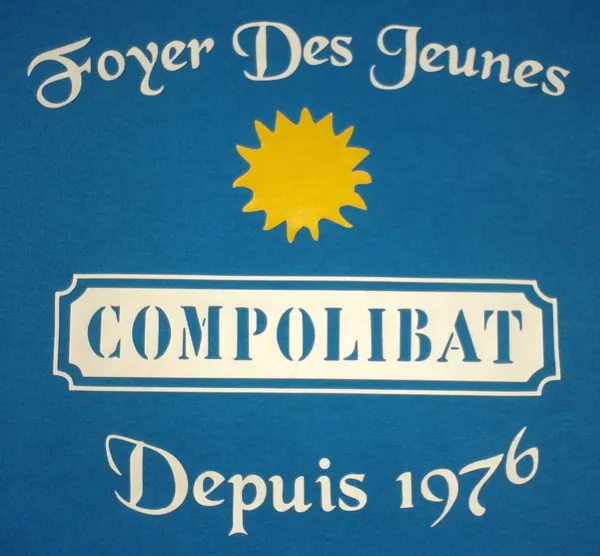 Foyer Des Jeunes
COMPOLIBAT
Depuis 1976